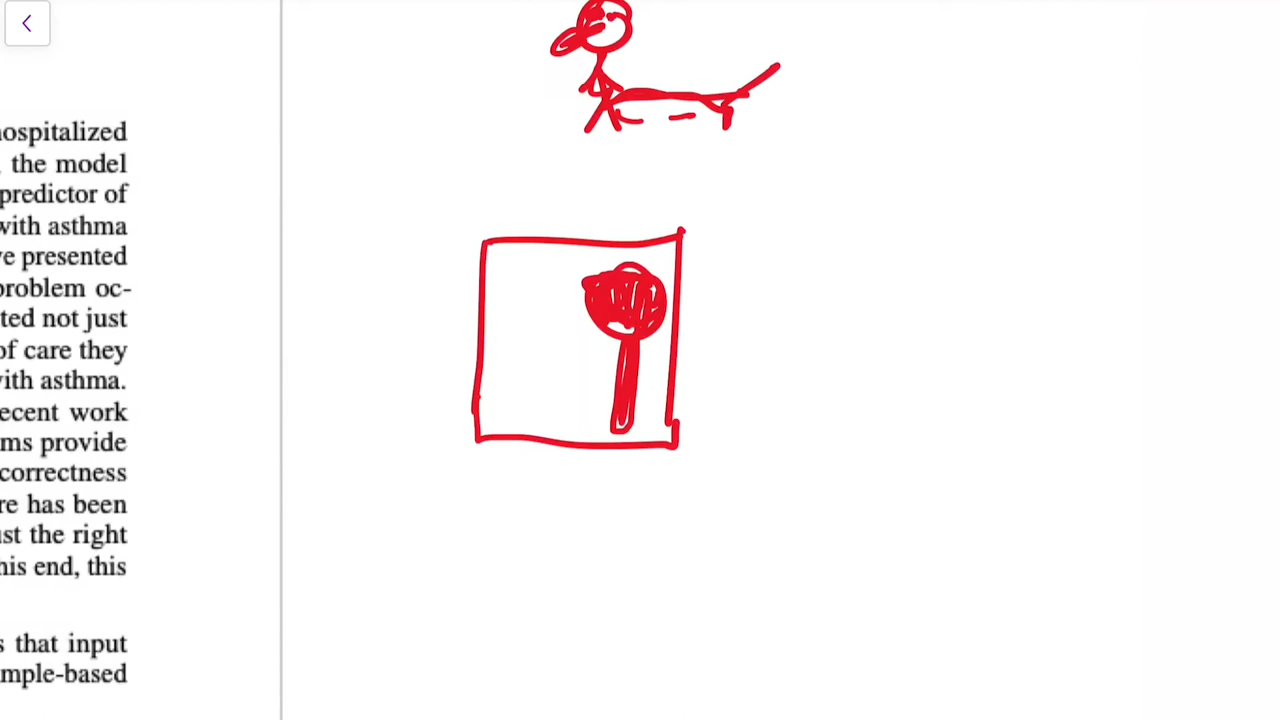 hospitalized
the model
predictor of
with asthma
ve presented
problem oc-
ted not just
of care they
with asthma.
recent work
ms provide
correctness
re has been
ust the right
his end, this
s that input
mple-based